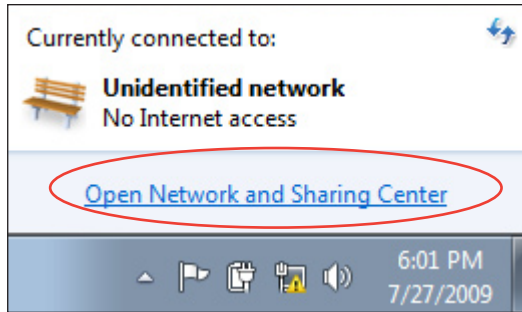 Currently connected to:
Unidentified network
No Internet access
Open Network and Sharing Center
6:01 PM
7/27/2009